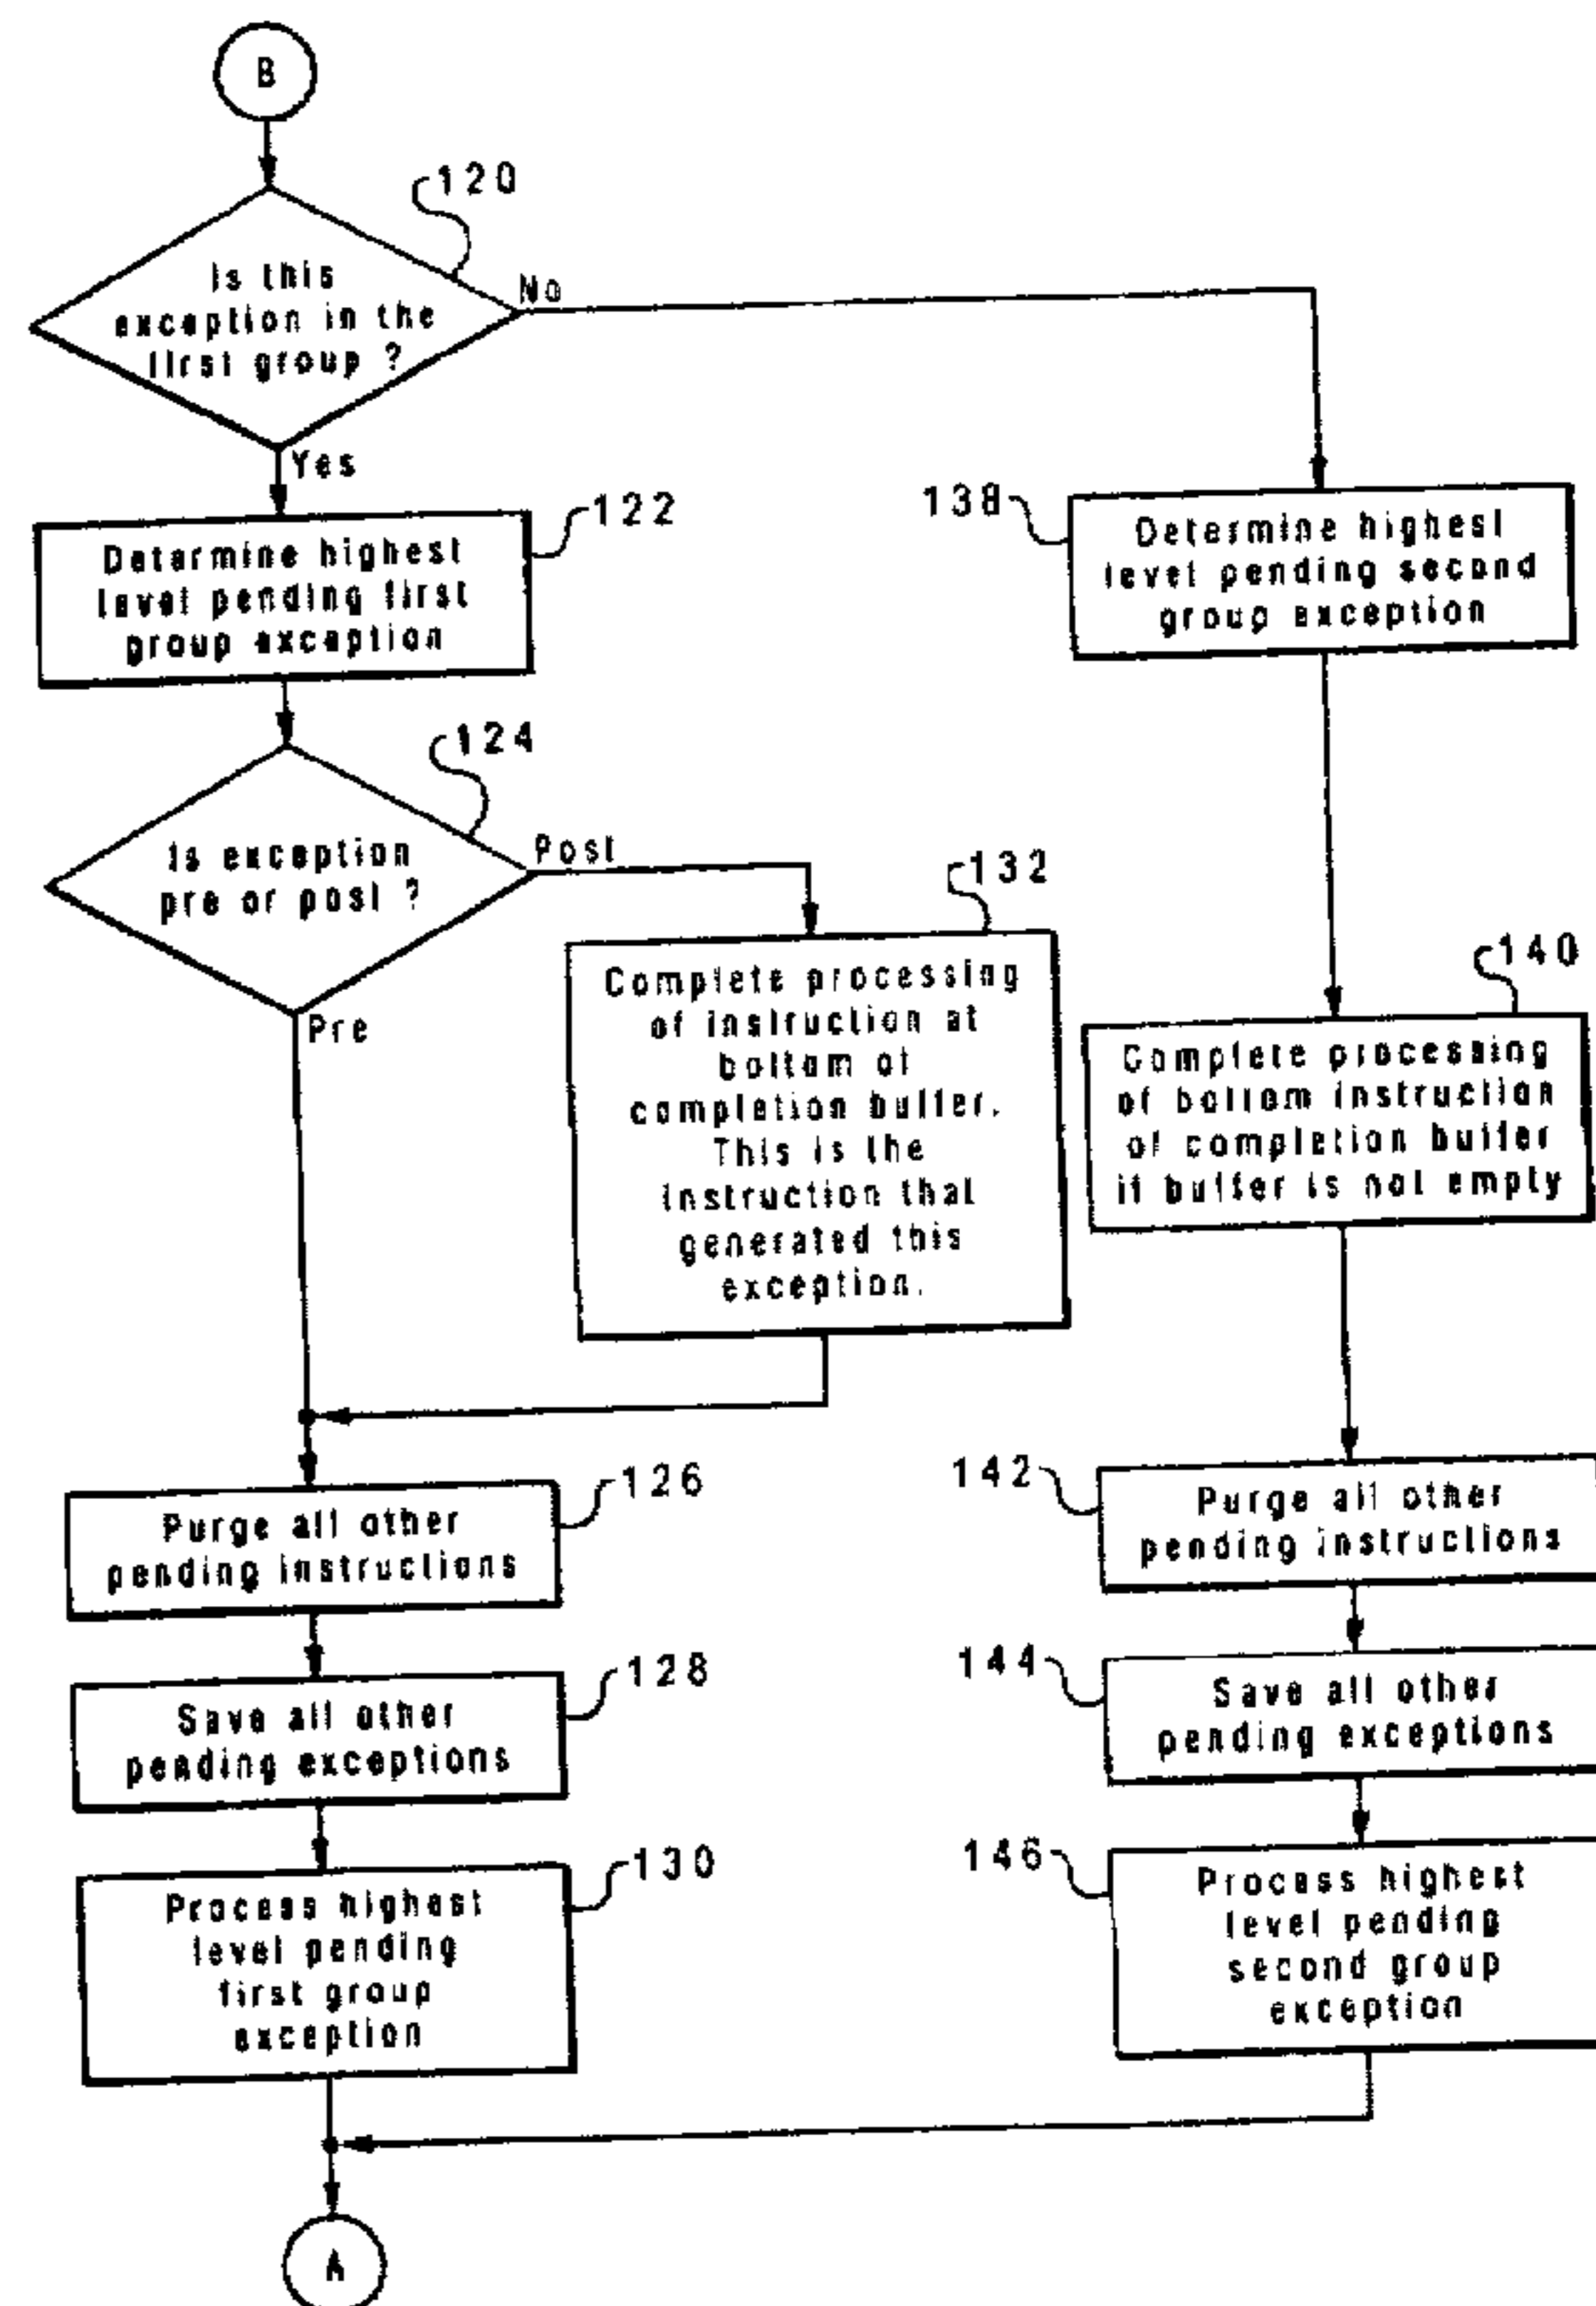 B
120
Is this
exception in the
first group ?
No
Yes
122
Determine highest
level pending first
group exception
138
Determine highest
level pending second
group exception
124
Is exception
pre or post ?
Post
Pre
132
Complete processing
of instruction at
bottom of
completion buffer.
This is the
instruction that
generated this
exception.
140
Complete processing
of bottom instruction
of completion buffer
if buffer is not empty
126
Purge all other
pending instructions
142
Purge all other
pending instructions
128
Save all other
pending exceptions
144
Save all other
pending exceptions
130
Process highest
level pending
first group
exception
146
Process highest
level pending
second group
exception
A